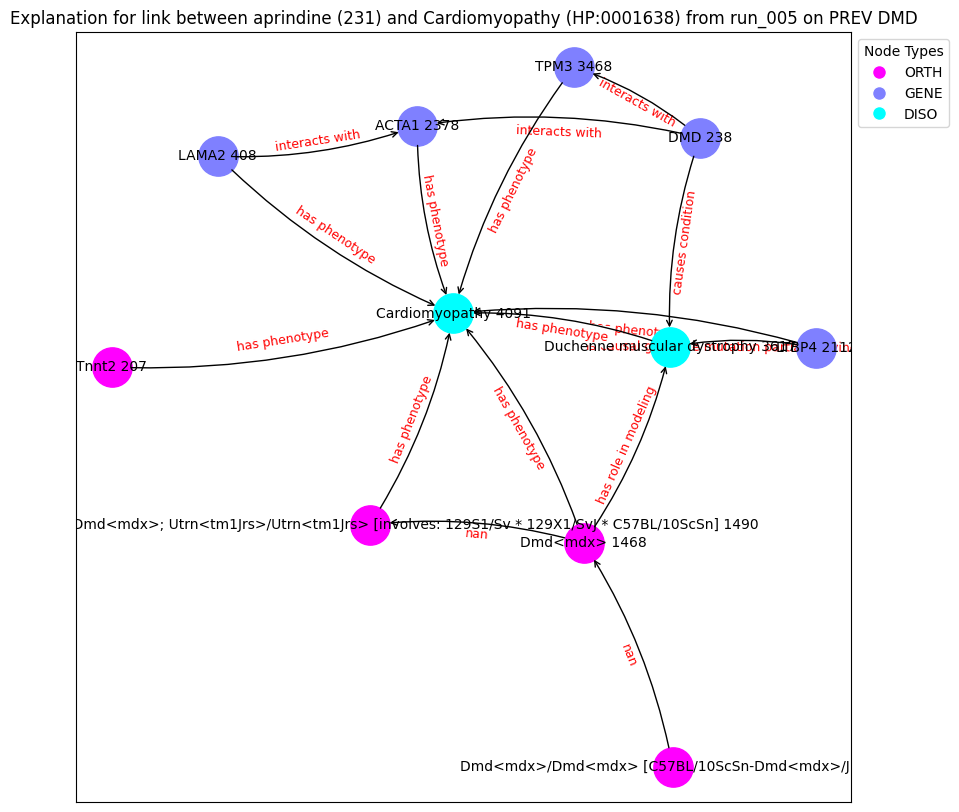 Explanation for link between aprindine (231) and Cardiomyopathy (HP:0001638) from run_005 on PREV DMD
Node Types
ORTH
GENE
DISO
TPM3 3468
interacts with
ACTA1 2378
interacts with
DMD 238
LAMA2 408
interacts with
has phenotype
has phenotype
has phenotype
causes condition
Cardiomyopathy 4091
has phenotype
has phenotype
Duchenne muscular dystrophy
LTBP4
Tnnt2 207
has phenotype
has phenotype
has phenotype
has role in modeling
Dmd<mdx>; Utrn<tm1Jrs>/Utrn<tm1Jrs> [involves: 129S1/Sv * 129X1/SvJ * C57BL/10ScSn] 1490
nan
Dmd<mdx> 1468
nan
Dmd<mdx>/Dmd<mdx> [C57BL/10ScSn-Dmd<mdx>/J